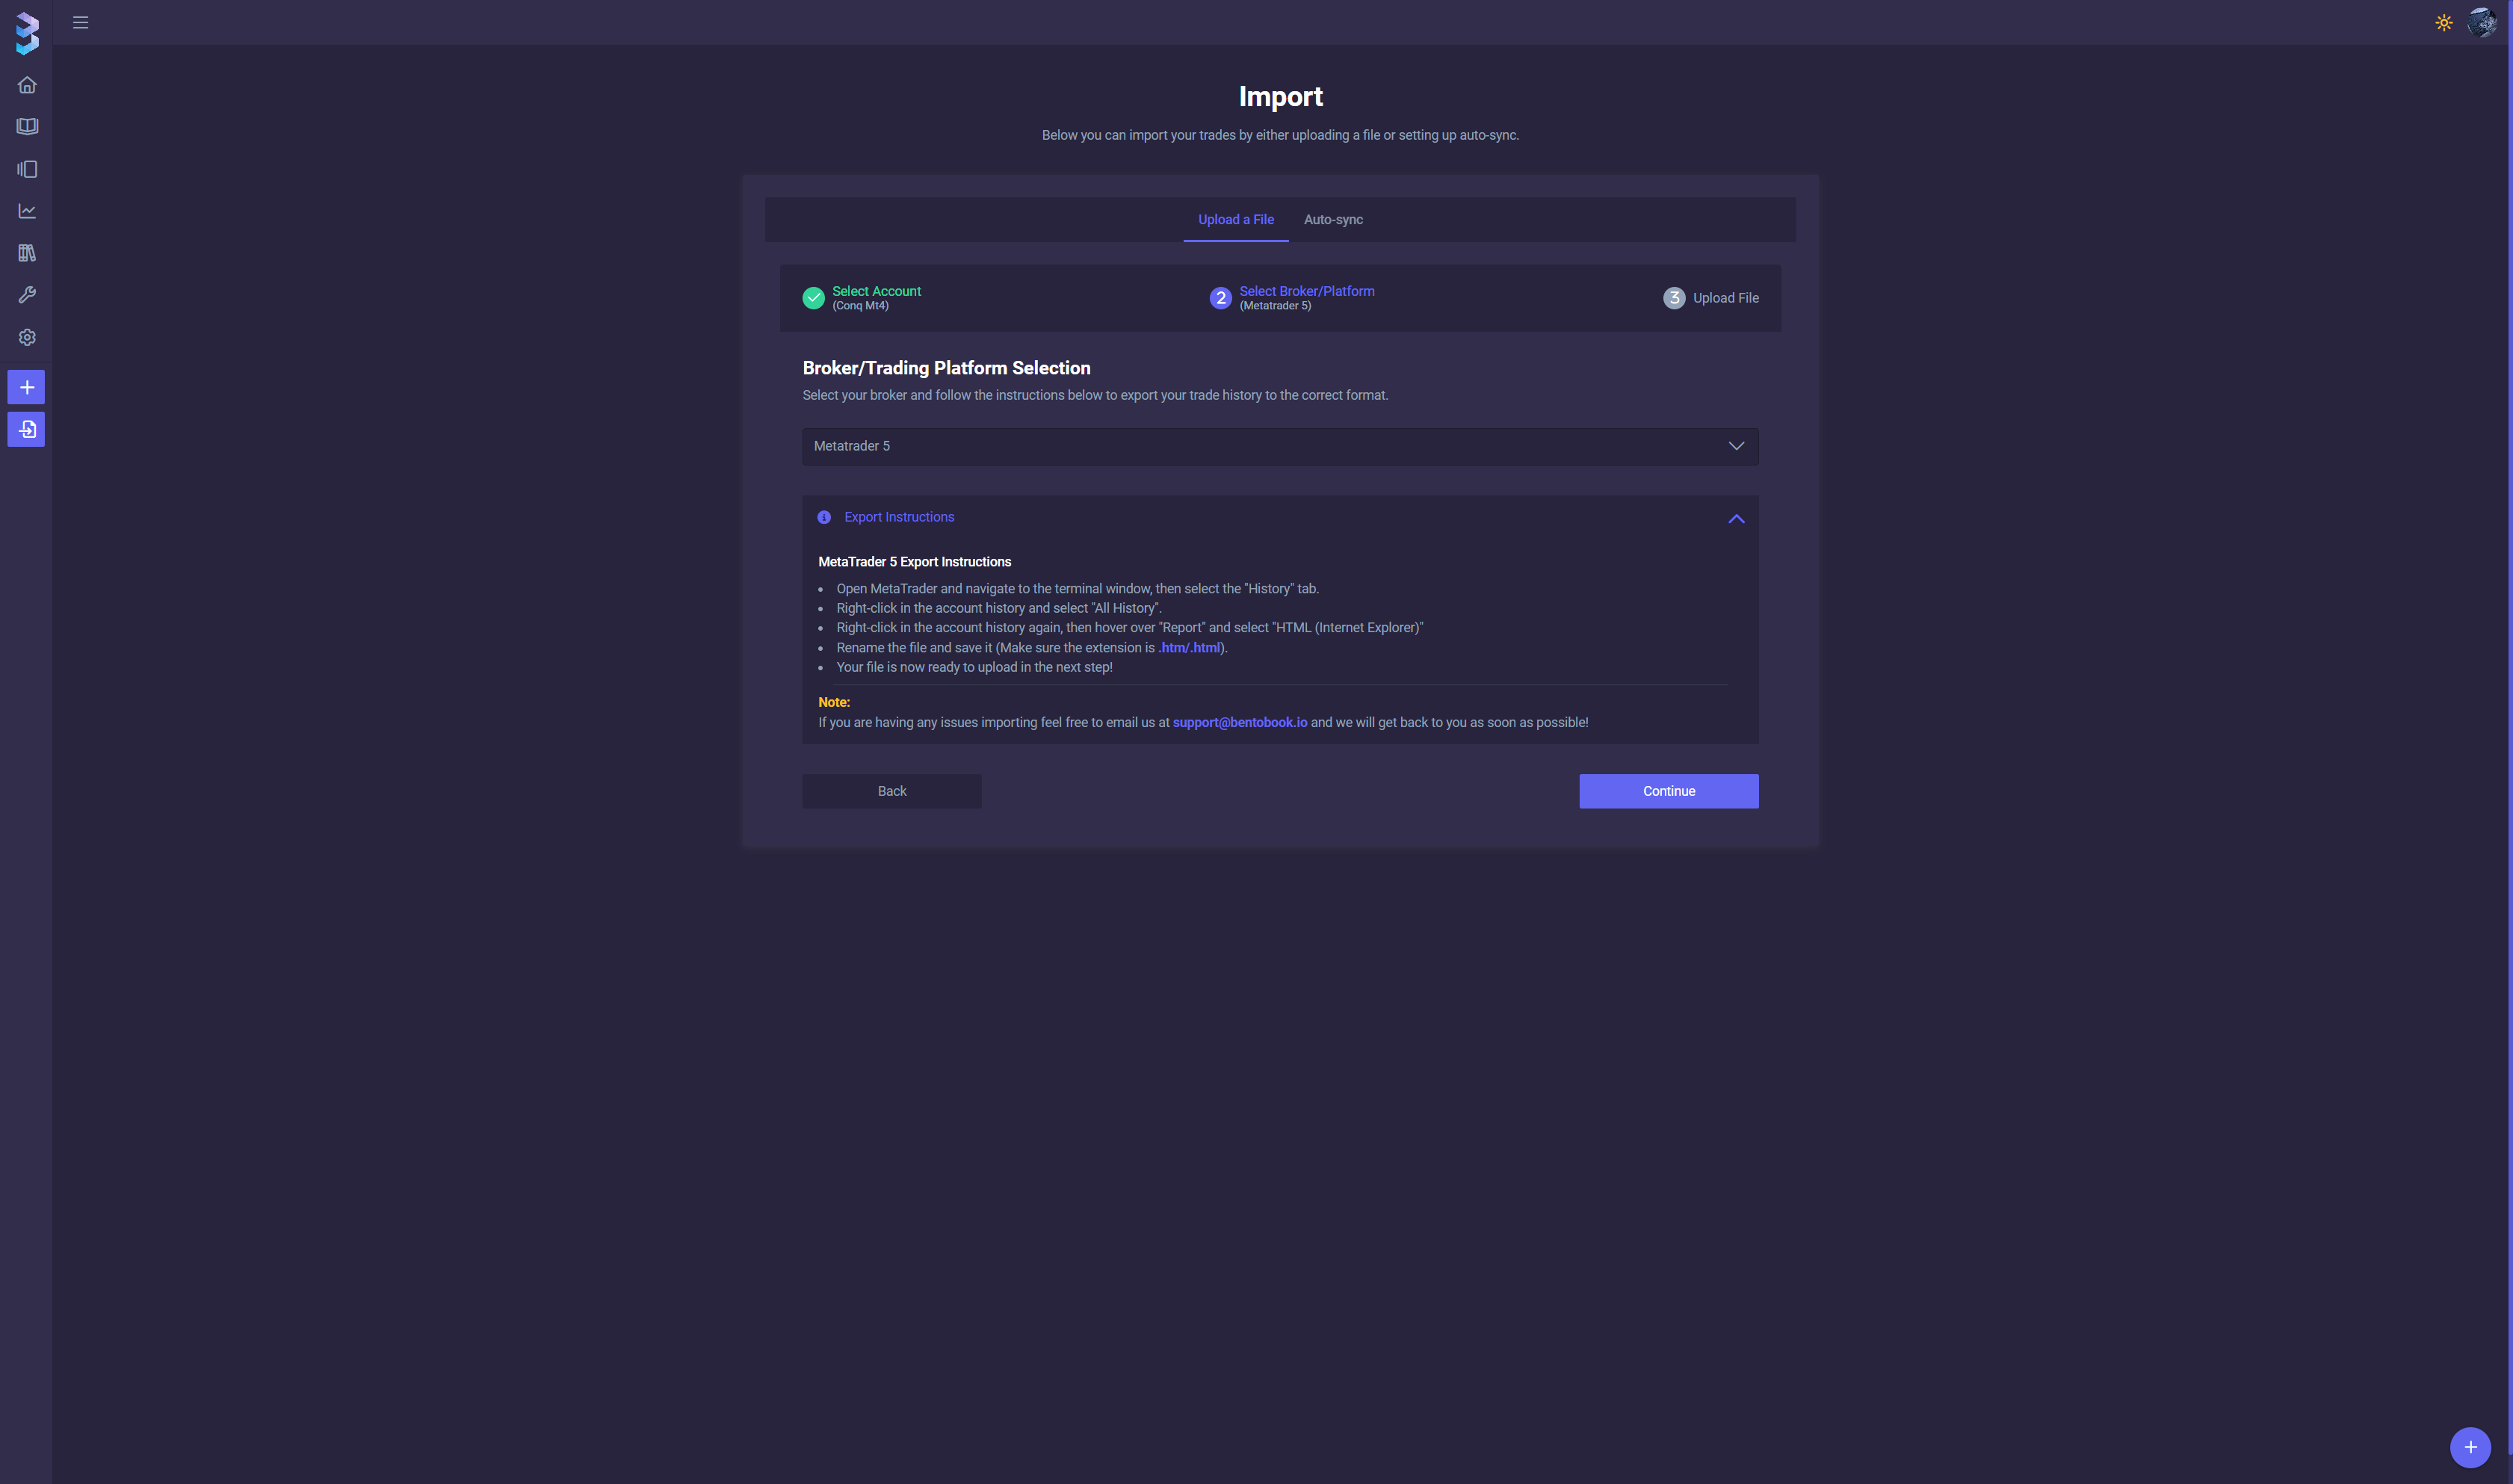 Import
Below you can import your trades by either uploading a file or setting up auto-sync.
Upload a File
Auto-sync
Select Account
(Conq Mt4)
2
Select Broker/Platform
(Metatrader 5)
3
Upload File
Broker/Trading Platform Selection
Select your broker and follow the instructions below to export your trade history to the correct format.
Metatrader 5
Export Instructions
MetaTrader 5 Export Instructions
Open MetaTrader and navigate to the terminal window, then select the "History" tab.
Right-click in the account history and select "All History".
Right-click in the account history again, then hover over "Report" and select "HTML (Internet Explorer)"
Rename the file and save it (Make sure the extension is .htm/.html).
Your file is now ready to upload in the next step!
Note:
If you are having any issues importing feel free to email us at support@bentobook.io and we will get back to you as soon as possible!
Back
Continue